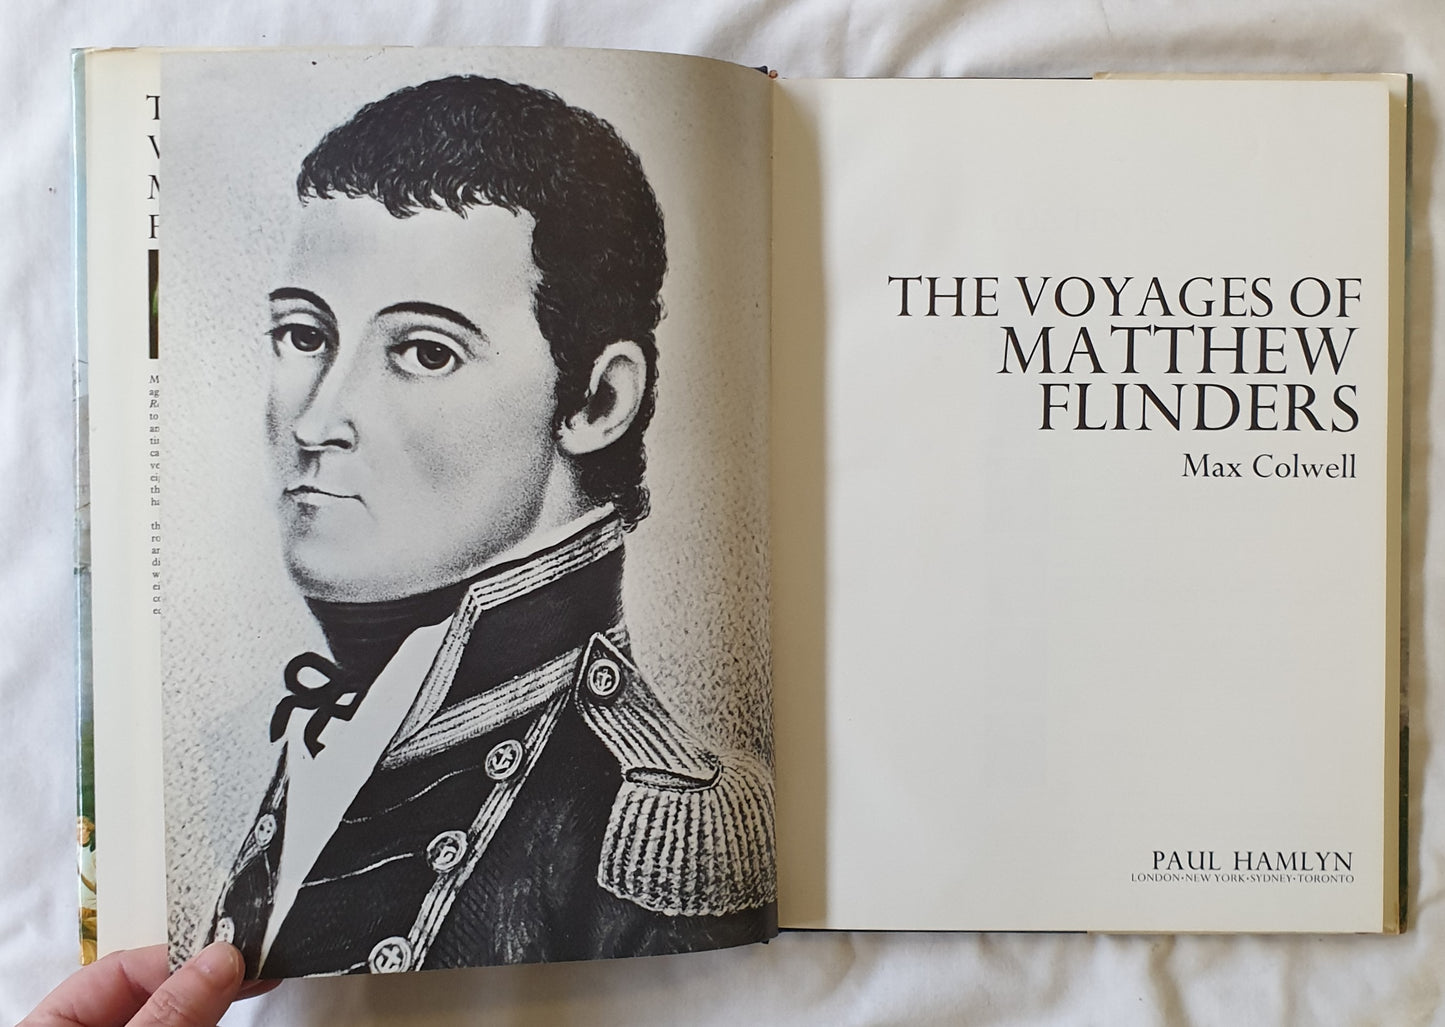 THE VOYAGES OF
MATTHEW
FLINDERS
Max Colwell
PAUL HAMLYN
LONDON•NEW YORK•SYDNEY•TORONTO